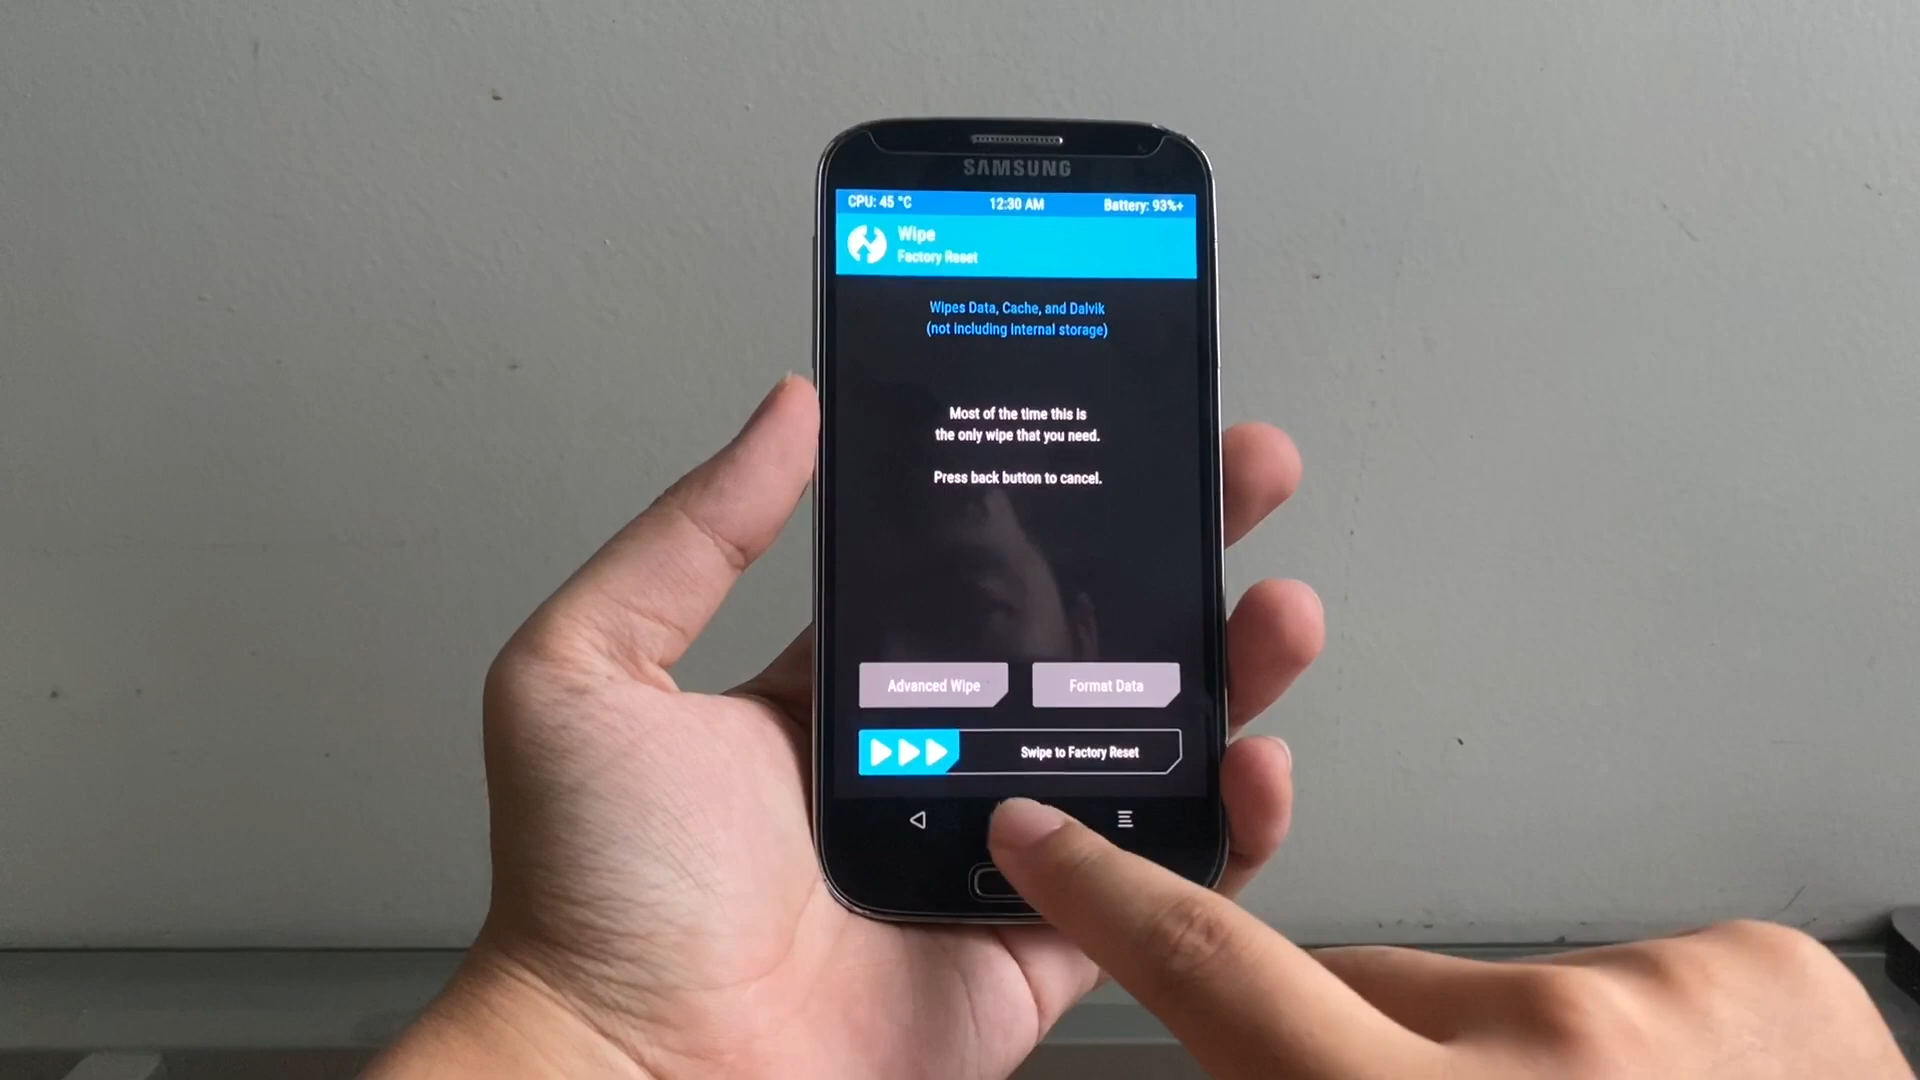 SAMSUNG
CPU: 45 °C 12:30 AM Battery: 93%+
Wipe
Factory Reset
Wipes Data, Cache, and Dalvik
(not including internal storage)
Most of the time this is
the only wipe that you need.
Press back button to cancel.
Advanced Wipe Format Data
Swipe to Factory Reset